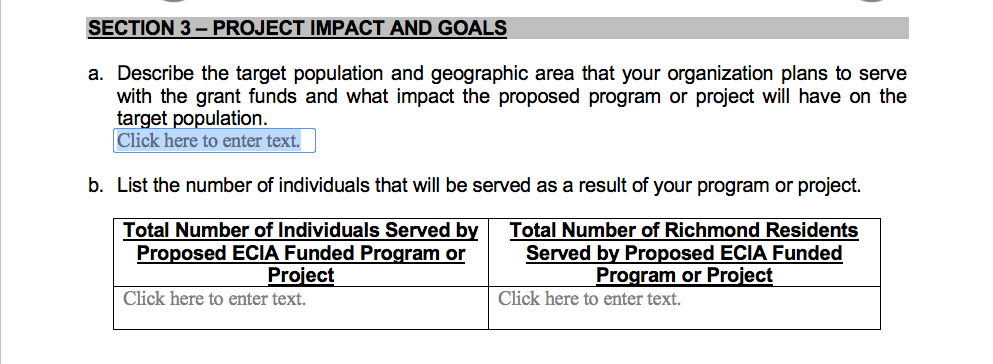 SECTION 3 – PROJECT IMPACT AND GOALS
a. Describe the target population and geographic area that your organization plans to serve
with the grant funds and what impact the proposed program or project will have on the
target population.
Click here to enter text.
b. List the number of individuals that will be served as a result of your program or project.
Total Number of Individuals Served by
Proposed ECIA Funded Program or
Project
Total Number of Richmond Residents
Served by Proposed ECIA Funded
Program or Project
Click here to enter text.
Click here to enter text.